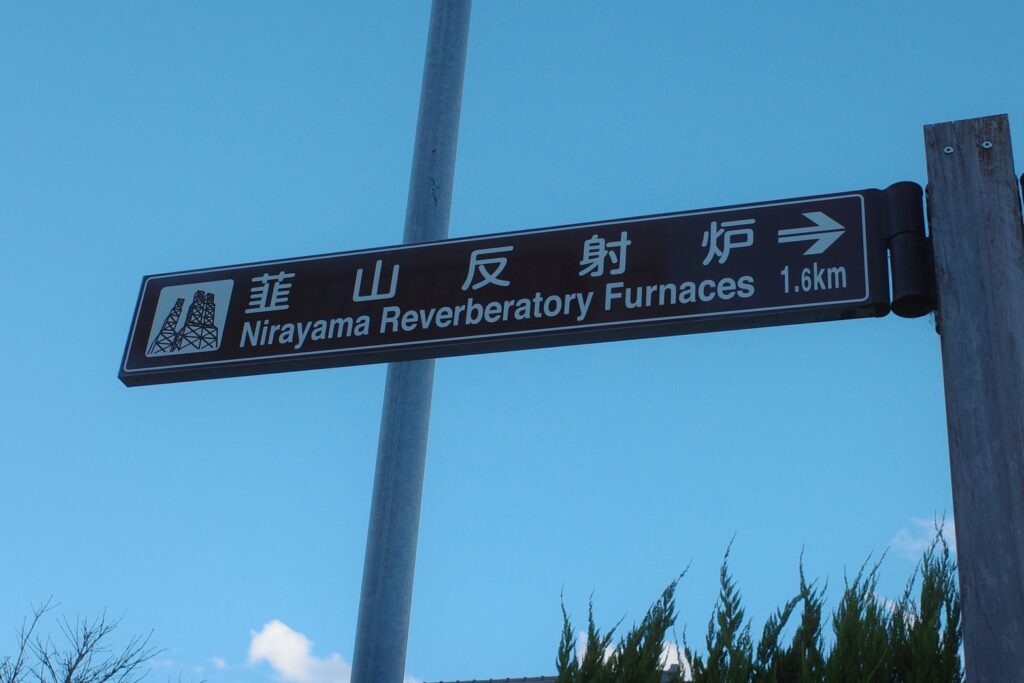 韮山反射炉
Nirayama Reverberatory Furnaces
1.6km